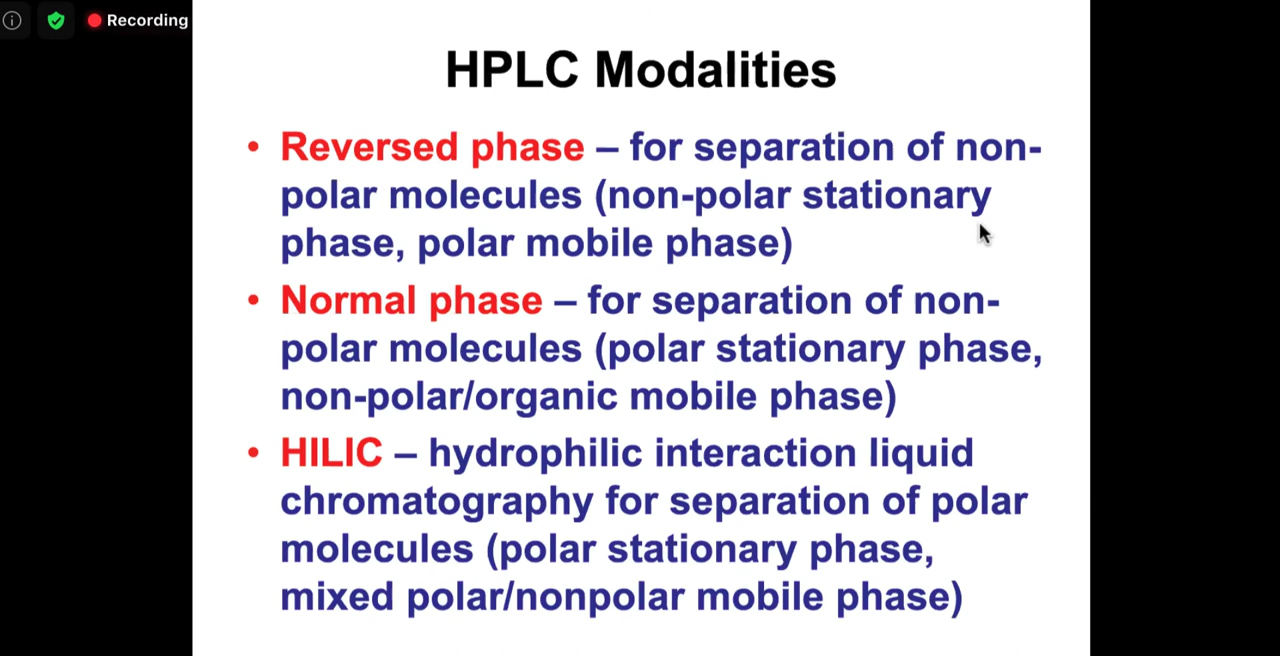 Recording
HPLC Modalities
• Reversed phase – for separation of non-
polar molecules (non-polar stationary
phase, polar mobile phase)
• Normal phase – for separation of non-
polar molecules (polar stationary phase,
non-polar/organic mobile phase)
• HILIC – hydrophilic interaction liquid
chromatography for separation of polar
molecules (polar stationary phase,
mixed polar/nonpolar mobile phase)